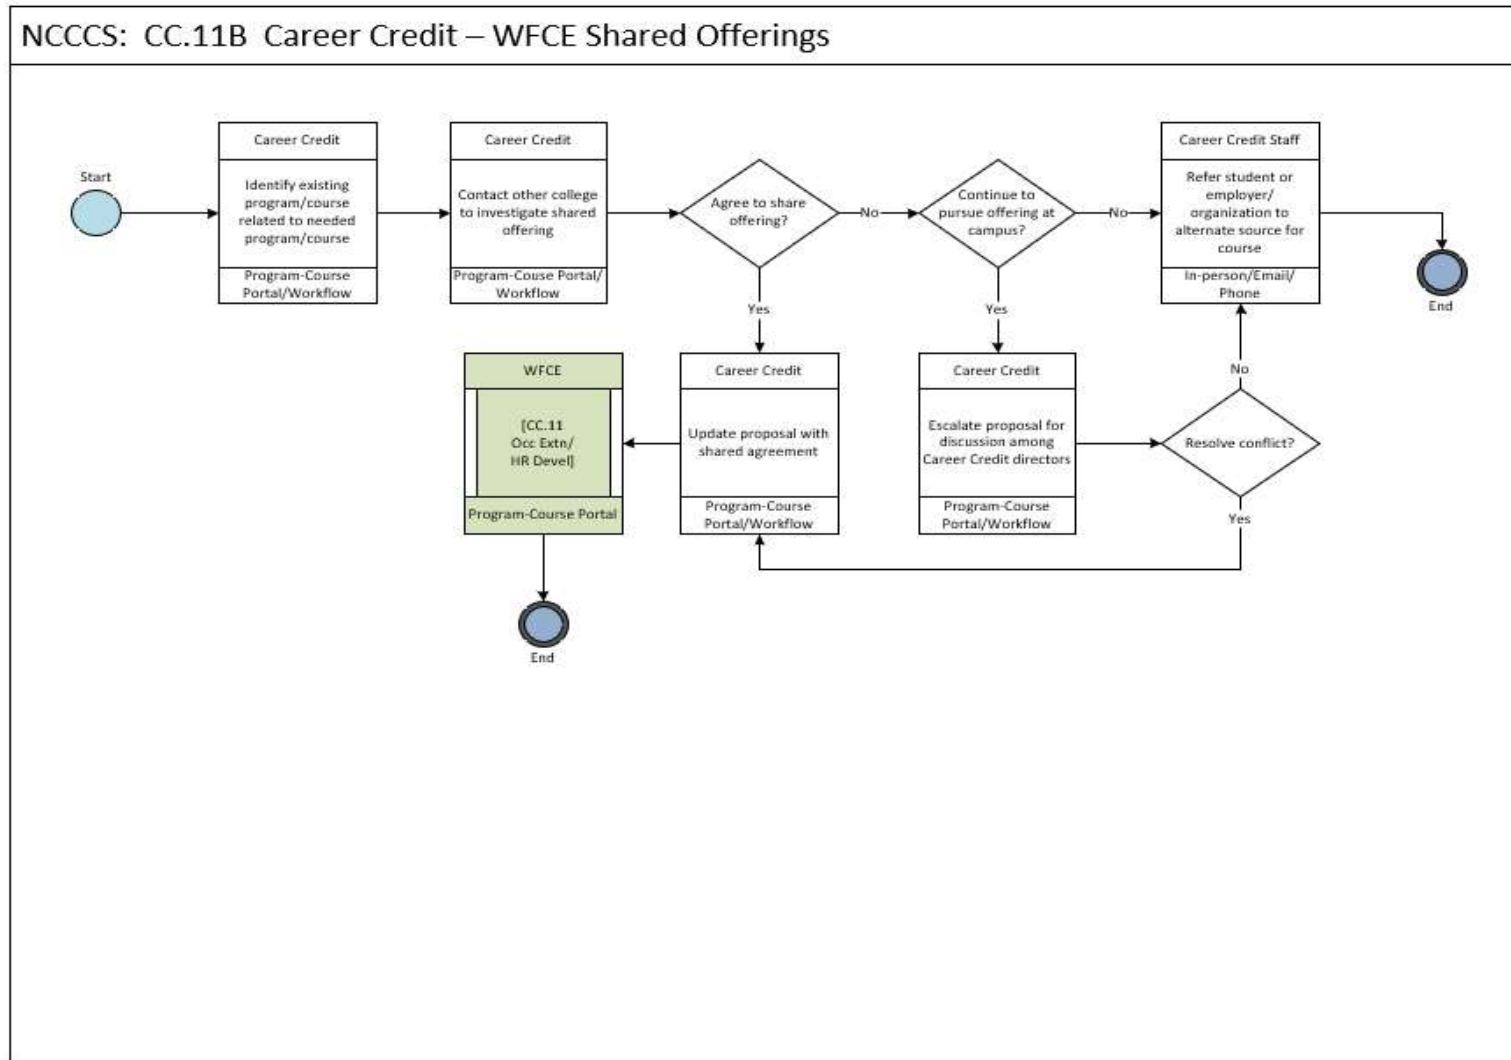 NCCCS:  CC.11B  Career Credit – WFCE Shared Offerings
Start
Career Credit
Identify existing
program/course
related to needed
program/course
Program-Course
Portal/Workflow
Career Credit
Contact other college
to investigate shared
offering
Program-Couse Portal/
Workflow
Agree to share
offering?
No
Yes
Continue to
pursue offering at
campus?
No
Yes
Career Credit Staff
Refer student or
employer/
organization to
alternate source for
course
In-person/Email/
Phone
End
WFCE
[CC.11
Occ Extn/
HR Devel]
Program-Course Portal
Career Credit
Update proposal with
shared agreement
Program-Course
Portal/Workflow
Career Credit
Escalate proposal for
discussion among
Career Credit directors
Program-Course
Portal/Workflow
No
Resolve conflict?
Yes
End